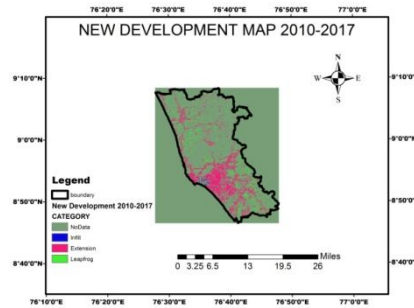 NEW DEVELOPMENT MAP 2010-2017
76°10'0"E 76°20'0"E 76°30'0"E 76°40'0"E 76°50'0"E 77°0'0"E
9°10'0"N 9°10'0"N
N
W E
S
9°0'0"N 9°0'0"N
Legend
boundary
New Development 2010-2017
CATEGORY
NoData
Infill
Extension
Leapfrog
8°50'0"N 8°50'0"N
Miles
0 3.25 6.5 13 19.5 26
8°40'0"N 8°40'0"N
76°10'0"E 76°20'0"E 76°30'0"E 76°40'0"E 76°50'0"E 77°0'0"E